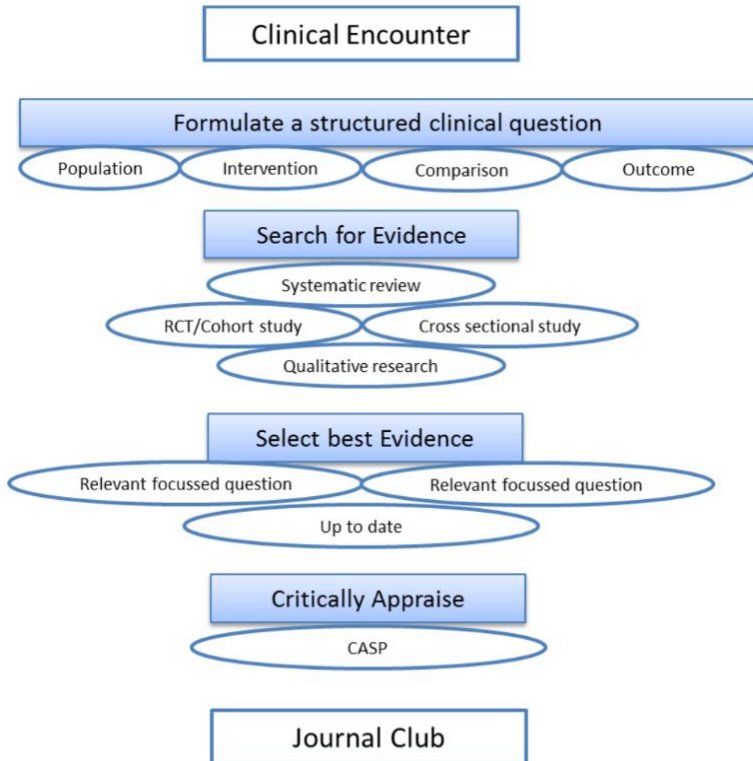 Clinical Encounter
Formulate a structured clinical question
Population Intervention Comparison Outcome
Search for Evidence
Systematic review
RCT/Cohort study Cross sectional study
Qualitative research
Select best Evidence
Relevant focussed question Relevant focussed question
Up to date
Critically Appraise
CASP
Journal Club